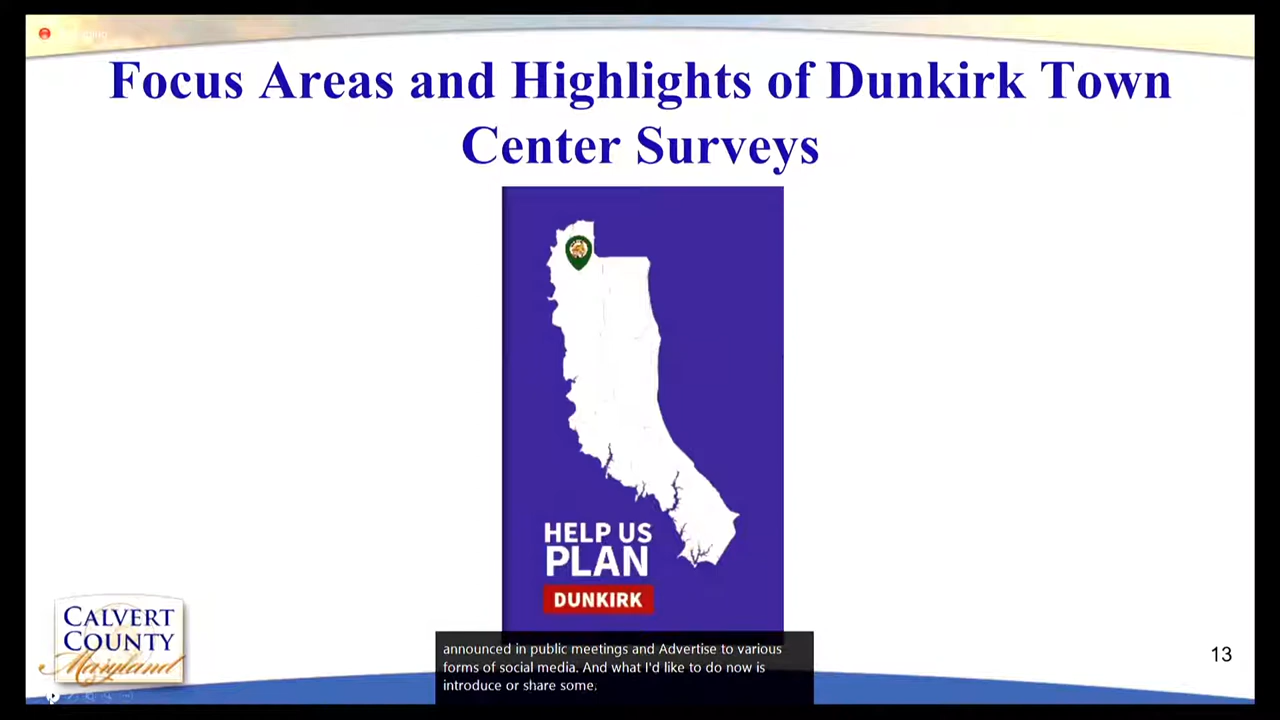 Focus Areas and Highlights of Dunkirk Town
Center Surveys
HELP US
PLAN
DUNKIRK
CALVERT
COUNTY
Maryland
announced in public meetings and Advertise to various
forms of social media. And what I'd like to do now is
introduce or share some.
13